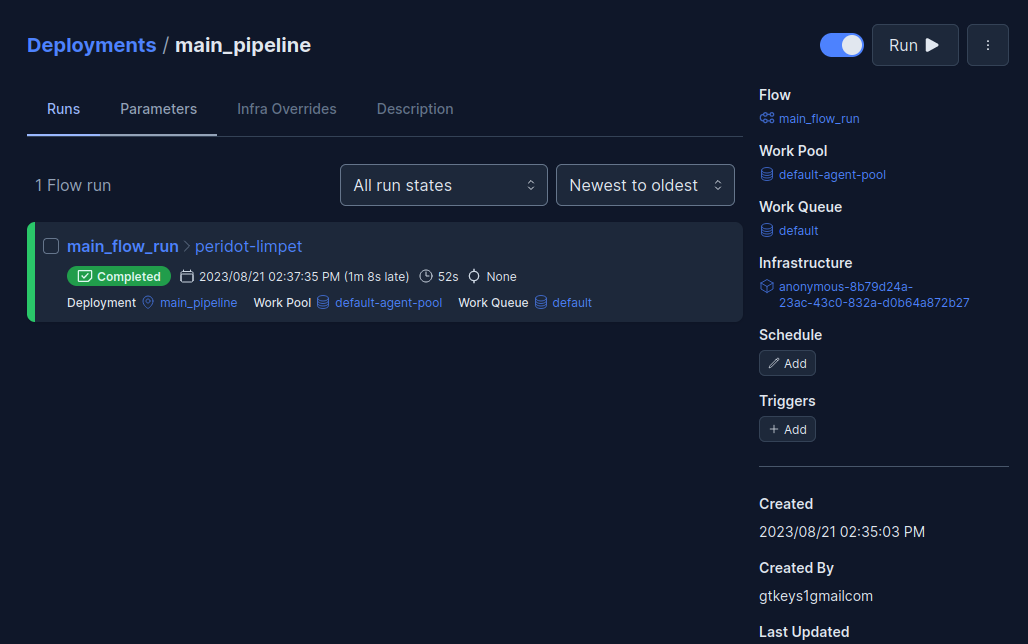 Deployments / main_pipeline
Run
Runs Parameters Infra Overrides Description
1 Flow run All run states Newest to oldest
main_flow_run > peridot-limpet
Completed 2023/08/21 02:37:35 PM (1m 8s late) 52s None
Deployment main_pipeline Work Pool default-agent-pool Work Queue default
Flow
main_flow_run
Work Pool
default-agent-pool
Work Queue
default
Infrastructure
anonymous-8b79d24a-
23ac-43c0-832a-d0b64a872b27
Schedule
Add
Triggers
+ Add
Created
2023/08/21 02:35:03 PM
Created By
gtkeys1gmailcom
Last Updated